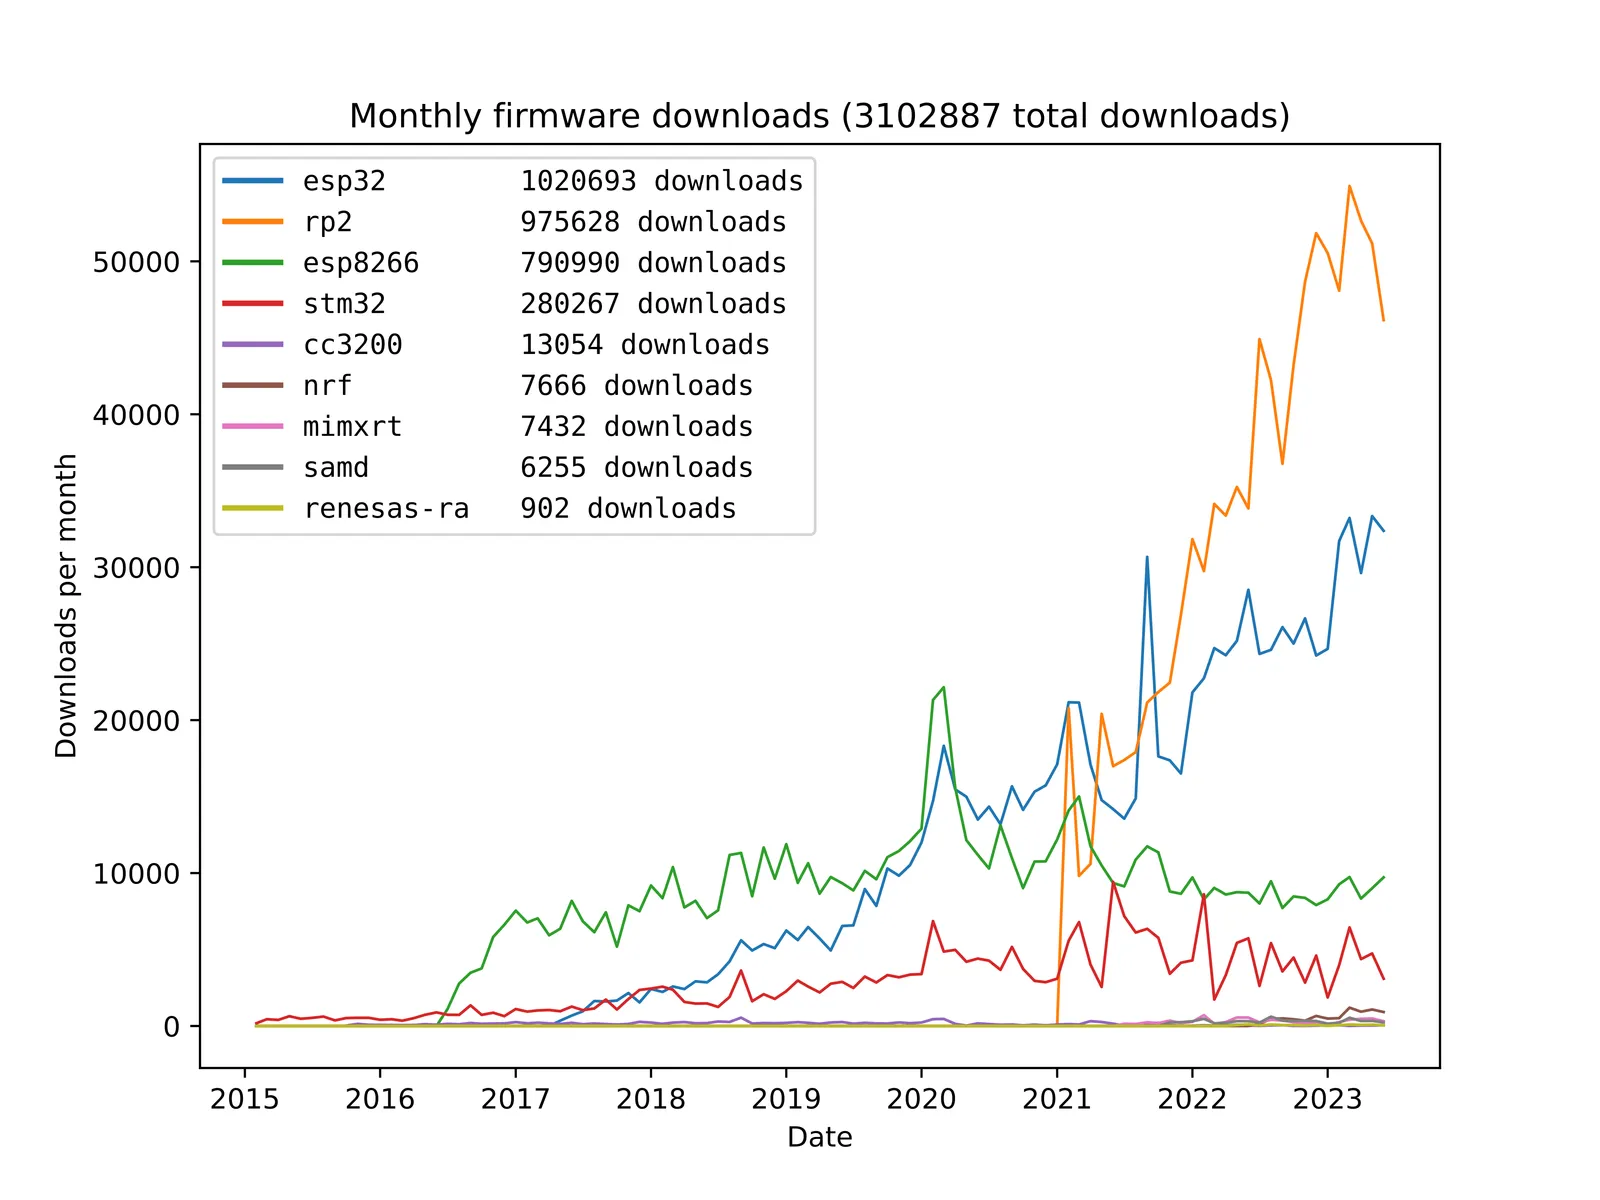 Monthly firmware downloads (3102887 total downloads)
esp32 1020693 downloads
rp2 975628 downloads
esp8266 790990 downloads
stm32 280267 downloads
cc3200 13054 downloads
nrf 7666 downloads
mimxrt 7432 downloads
samd 6255 downloads
renesas-ra 902 downloads
Downloads per month
50000
40000
30000
20000
10000
0
2015 2016 2017 2018 2019 2020 2021 2022 2023
Date